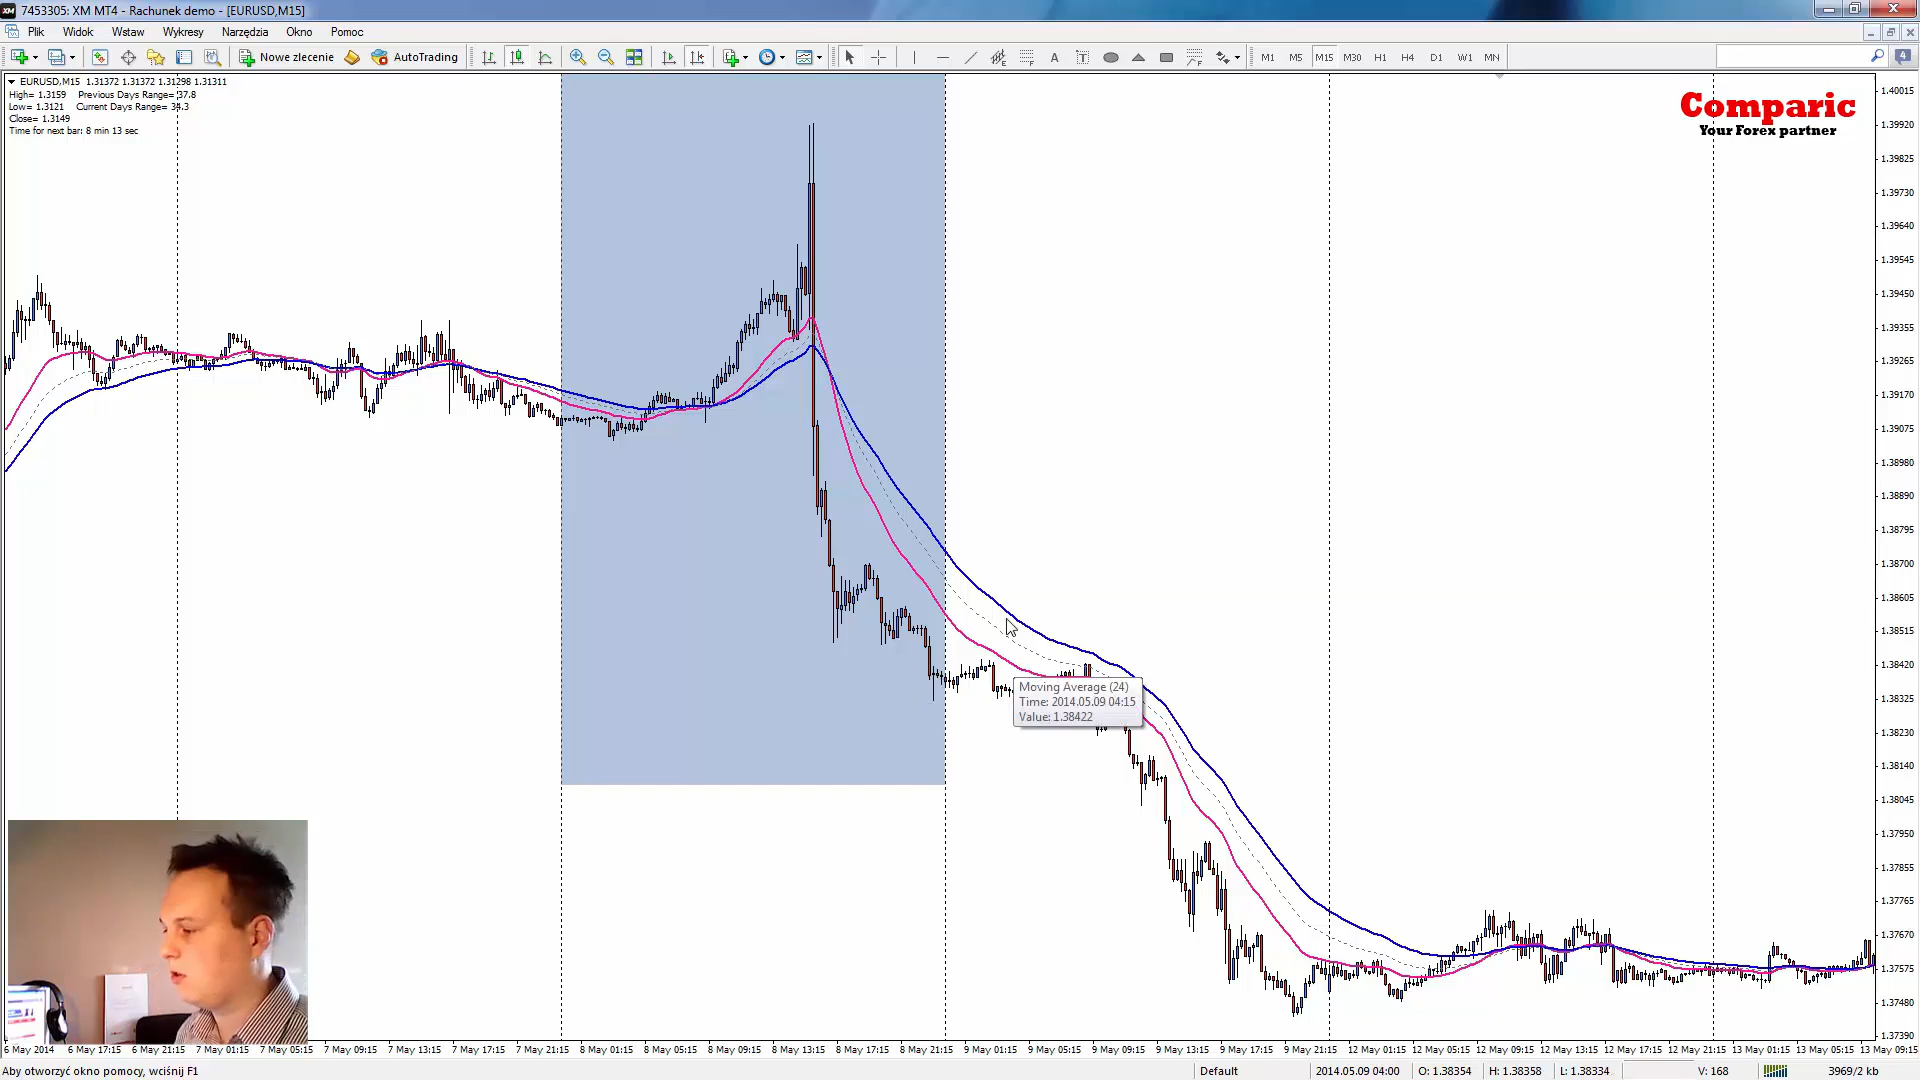 7453305: XM MT4 - Rachunek demo - [EURUSD,M15]
Plik Widok Wstaw Wykresy Narzędzia Okno Pomoc
Nowe zlecenie AutoTrading A T M1 M5 M15 M30 H1 H4 D1 W1 MN 4
EURUSD,M15 1.31372 1.31372 1.31298 1.31311
High= 1.3159 Previous Days Range= 37.8
Low= 1.3121 Current Days Range= 34.3
Close= 1.3149
Time for next bar: 8 min 13 sec
Comparic
Your Forex partner
1.40015
1.39920
1.39825
1.39730
1.39640
1.39545
1.39450
1.39355
1.39265
1.39170
1.39075
1.38980
1.38890
1.38795
1.38700
1.38605
1.38515
1.38420
1.38325
1.38230
1.38140
1.38045
1.37950
1.37855
1.37765
1.37670
1.37575
1.37480
1.37390
Moving Average (24)
Time: 2014.05.09 04:15
Value: 1.38422
6 May 2014 6 May 17:15 6 May 21:15 7 May 01:15 7 May 05:15 7 May 09:15 7 May 13:15 7 May 17:15 7 May 21:15 8 May 01:15 8 May 05:15 8 May 09:15 8 May 13:15 8 May 17:15 8 May 21:15 9 May 01:15 9 May 05:15 9 May 09:15 9 May 13:15 9 May 17:15 9 May 21:15 12 May 01:15 12 May 05:15 12 May 09:15 12 May 13:15 12 May 17:15 12 May 21:15 13 May 01:15 13 May 05:15 13 May 09:15
Aby otworzyć okno pomocy, wciśnij F1 Default 2014.05.09 04:00 O: 1.38354 H: 1.38358 L: 1.38334 V: 168 3969/2 kb